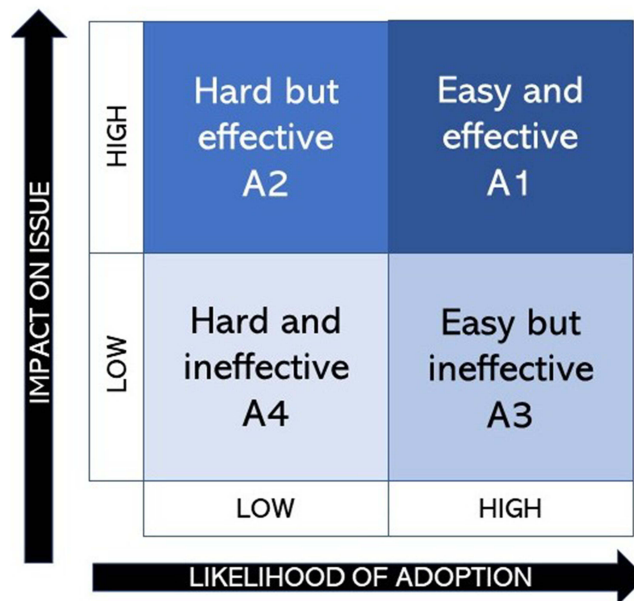 IMPACT ON ISSUE
HIGH
Hard but
effective
A2
Easy and
effective
A1
LOW
Hard and
ineffective
A4
Easy but
ineffective
A3
LOW
HIGH
LIKELIHOOD OF ADOPTION